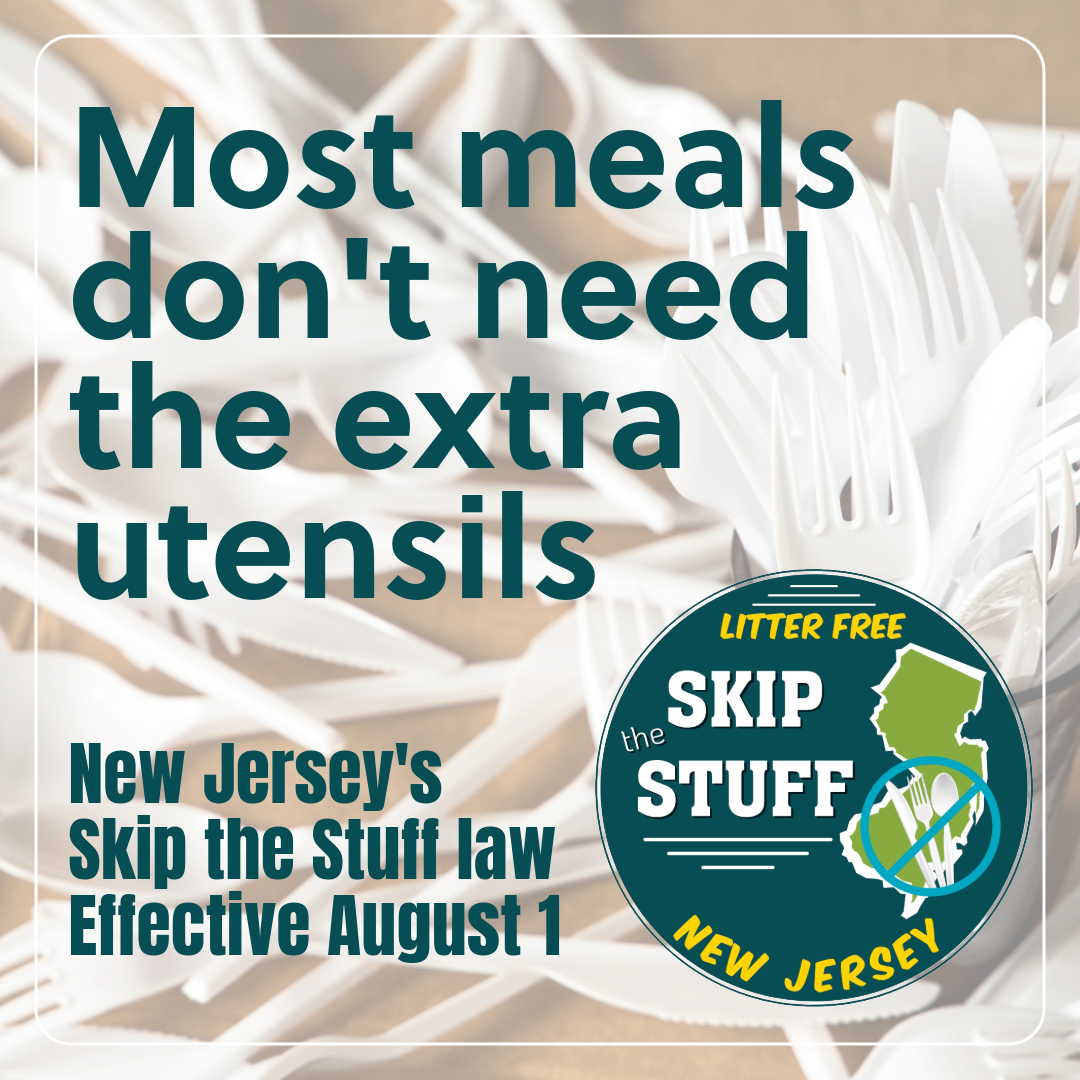 Most meals
don't need
the extra
utensils
New Jersey's
Skip the Stuff law
Effective August 1
LITTER FREE
SKIP
the
STUFF
NEW JERSEY